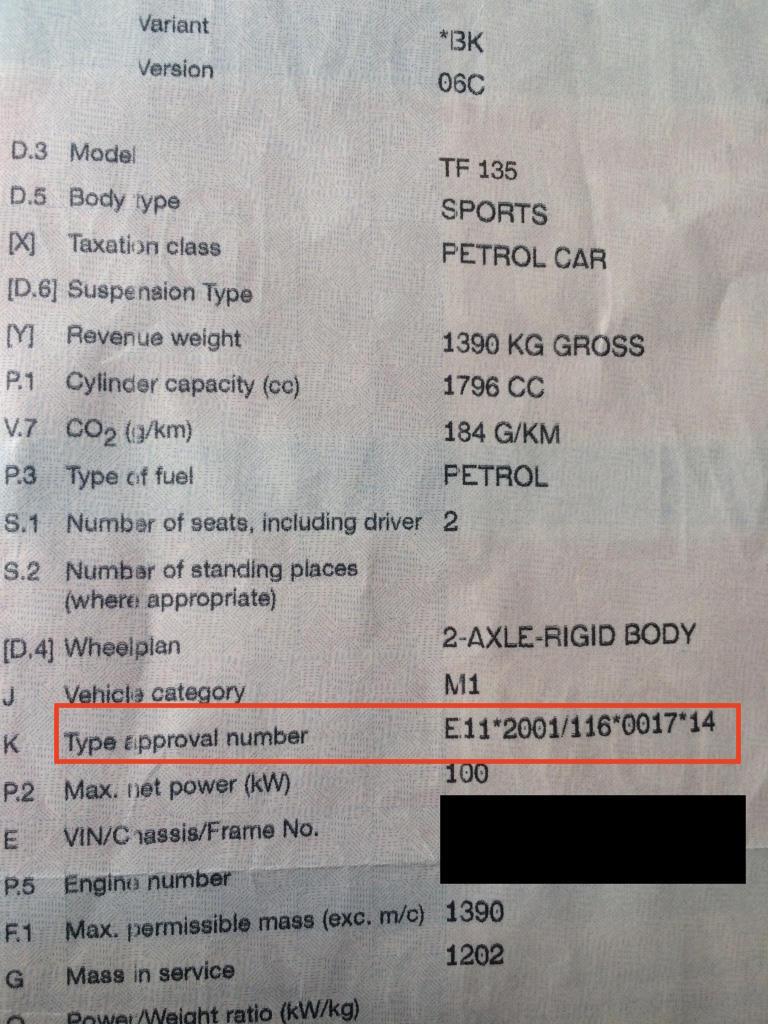 Variant *BK
Version 06C
D.3 Model TF 135
D.5 Body type SPORTS
[X] Taxation class PETROL CAR
[D.6] Suspension Type
[Y] Revenue weight 1390 KG GROSS
P.1 Cylinder capacity (cc) 1796 CC
V.7 CO2 (g/km) 184 G/KM
P.3 Type of fuel PETROL
S.1 Number of seats, including driver 2
S.2 Number of standing places
(where appropriate)
[D.4] Wheelplan 2-AXLE-RIGID BODY
J Vehicle category M1
K Type approval number E11*2001/116*0017*14
P.2 Max. net power (kW) 100
E VIN/Chassis/Frame No.
P.5 Engine number
F.1 Max. permissible mass (exc. m/c) 1390
G Mass in service 1202
Q Power/Weight ratio (kW/kg)